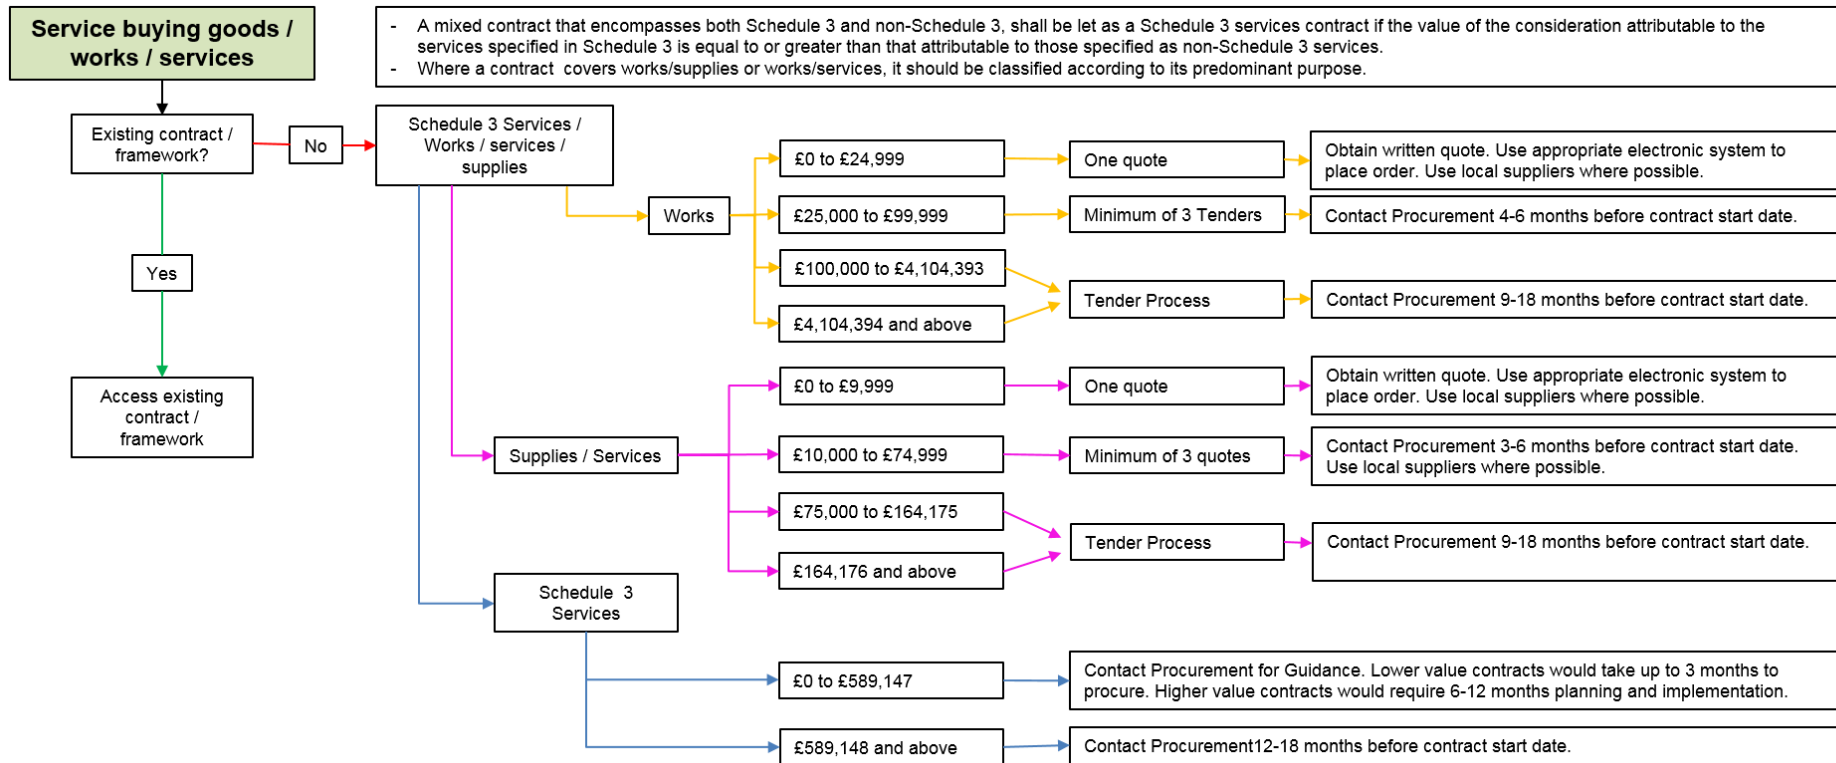 Service buying goods /
works / services
- A mixed contract that encompasses both Schedule 3 and non-Schedule 3, shall be let as a Schedule 3 services contract if the value of the consideration attributable to the
services specified in Schedule 3 is equal to or greater than that attributable to those specified as non-Schedule 3 services.
- Where a contract covers works/supplies or works/services, it should be classified according to its predominant purpose.
Existing contract /
framework?
No
Schedule 3 Services /
Works / services /
supplies
Yes
Access existing
contract /
framework
Works
£0 to £24,999
One quote
Obtain written quote. Use appropriate electronic system to
place order. Use local suppliers where possible.
£25,000 to £99,999
Minimum of 3 Tenders
Contact Procurement 4-6 months before contract start date.
£100,000 to £4,104,393
£4,104,394 and above
Tender Process
Contact Procurement 9-18 months before contract start date.
Supplies / Services
£0 to £9,999
One quote
Obtain written quote. Use appropriate electronic system to
place order. Use local suppliers where possible.
£10,000 to £74,999
Minimum of 3 quotes
Contact Procurement 3-6 months before contract start date.
Use local suppliers where possible.
£75,000 to £164,175
£164,176 and above
Tender Process
Contact Procurement 9-18 months before contract start date.
Schedule 3
Services
£0 to £589,147
Contact Procurement for Guidance. Lower value contracts would take up to 3 months to
procure. Higher value contracts would require 6-12 months planning and implementation.
£589,148 and above
Contact Procurement12-18 months before contract start date.